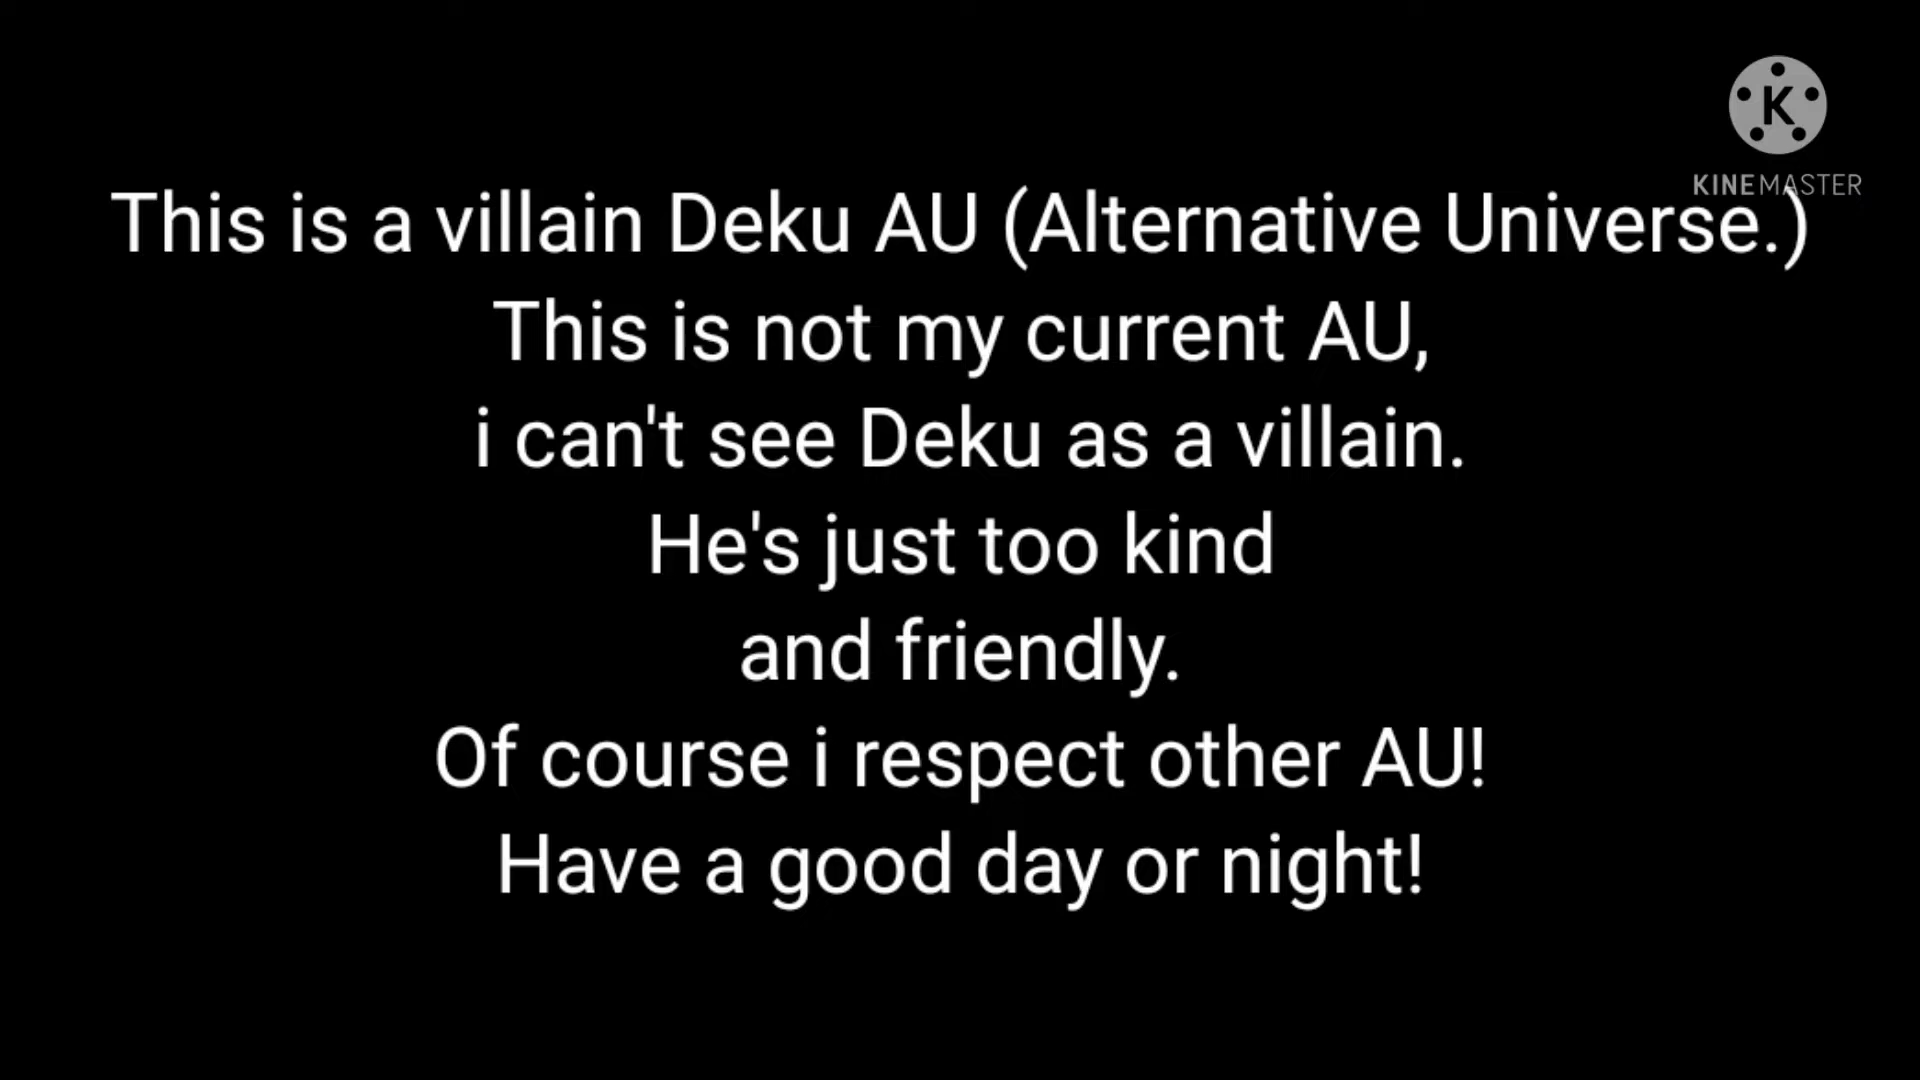 K
KINEMASTER
This is a villain Deku AU (Alternative Universe.)
This is not my current AU,
i can't see Deku as a villain.
He's just too kind
and friendly.
Of course i respect other AU!
Have a good day or night!